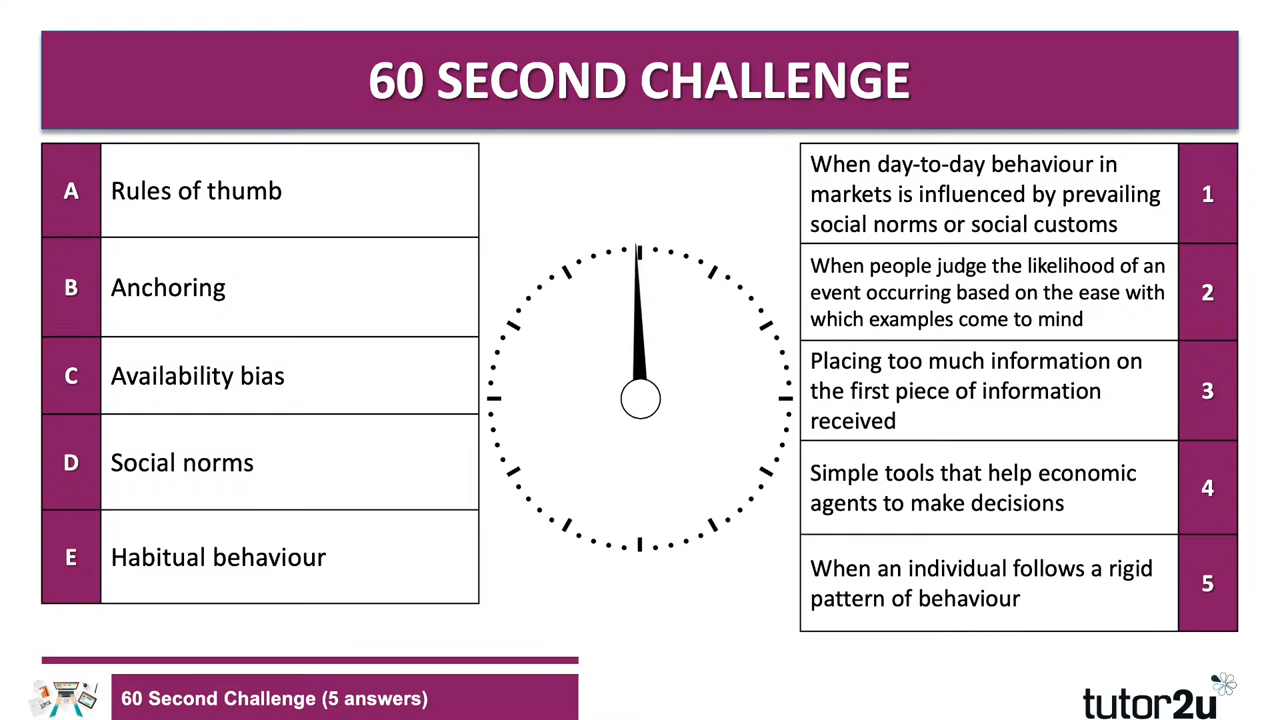 60 SECOND CHALLENGE
A
Rules of thumb
B
Anchoring
C
Availability bias
D
Social norms
E
Habitual behaviour
When day-to-day behaviour in
markets is influenced by prevailing
social norms or social customs
1
When people judge the likelihood of an
event occurring based on the ease with
which examples come to mind
2
Placing too much information on
the first piece of information
received
3
Simple tools that help economic
agents to make decisions
4
When an individual follows a rigid
pattern of behaviour
5
60 Second Challenge (5 answers)
tutor2u